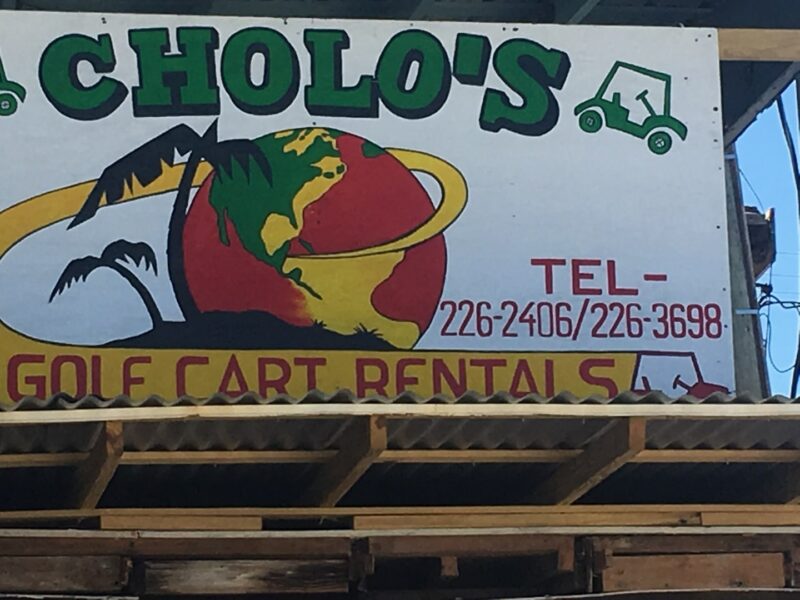 CHOLO'S
TEL-
226-2406/226-3698
GOLF CART RENTALS